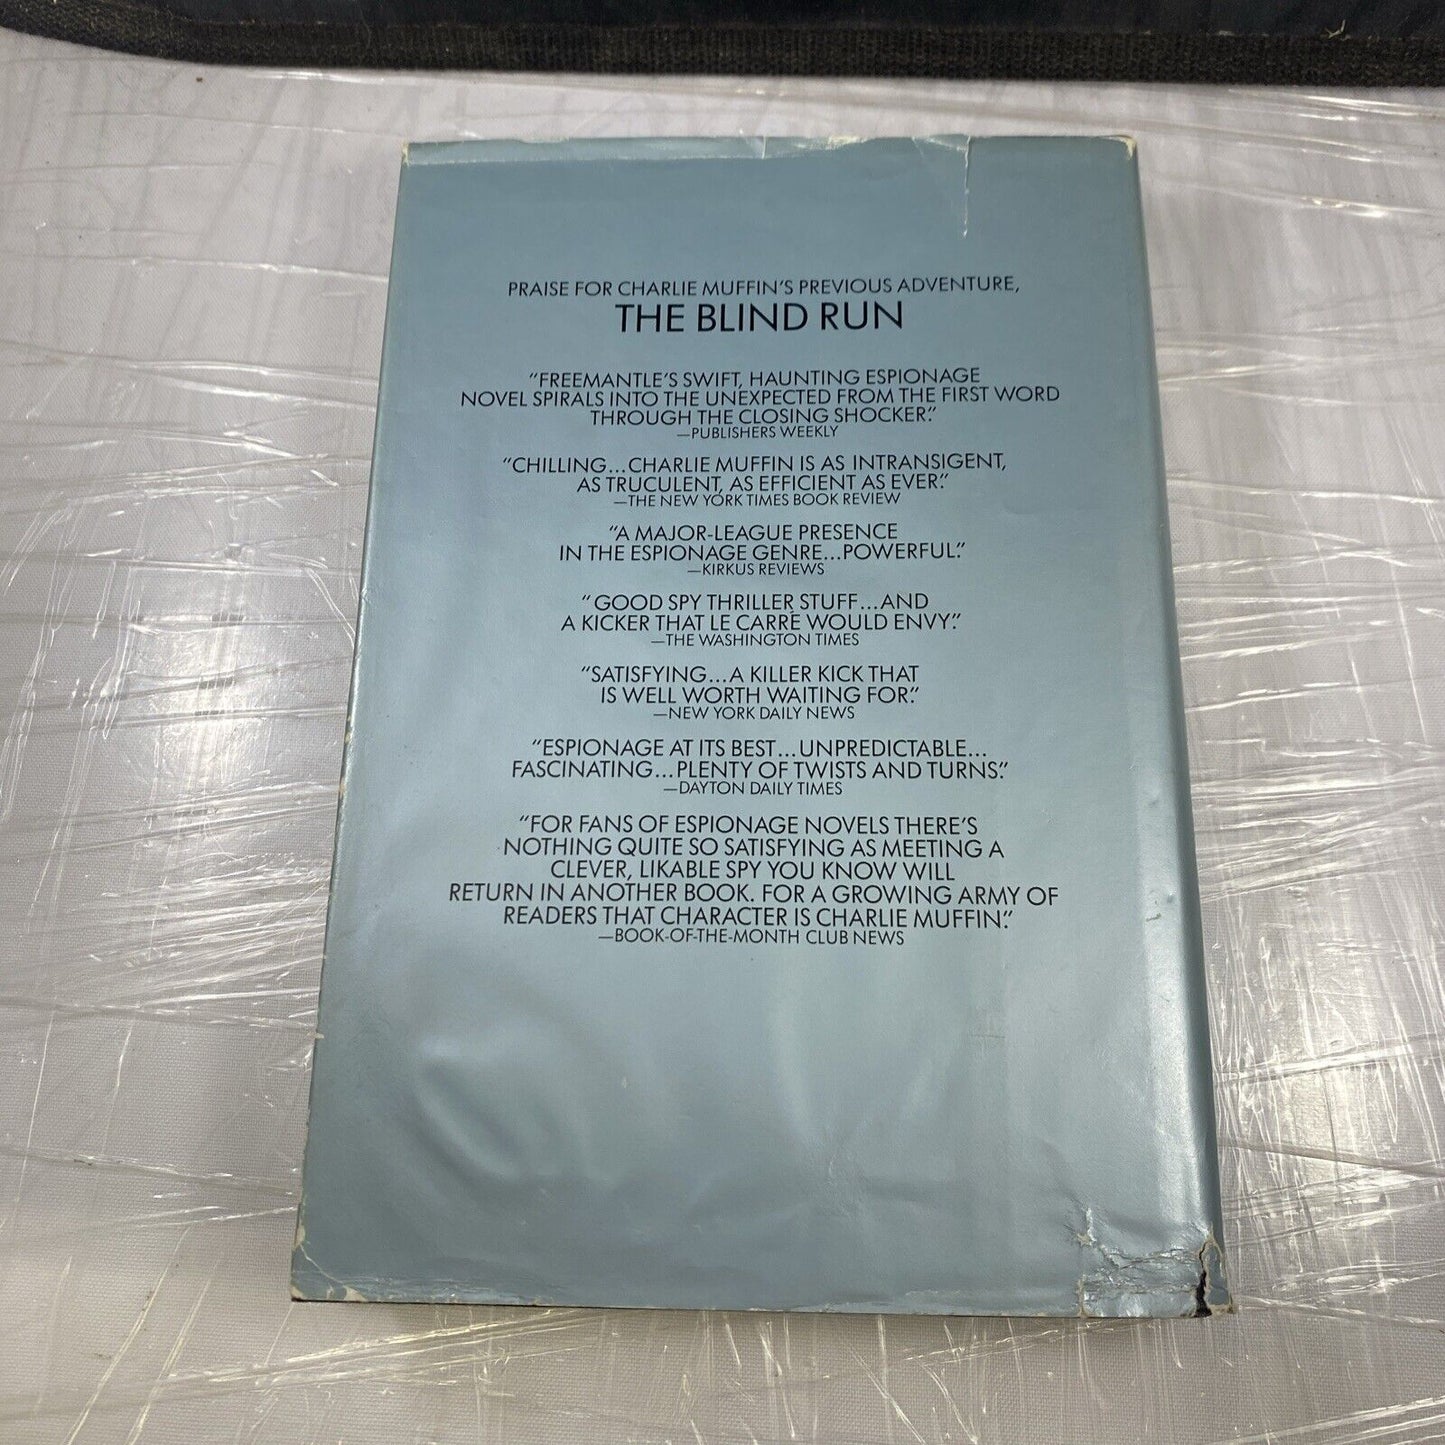 PRAISE FOR CHARLIE MUFFIN'S PREVIOUS ADVENTURE,
THE BLIND RUN
"FREEMANTLE'S SWIFT, HAUNTING ESPIONAGE
NOVEL SPIRALS INTO THE UNEXPECTED FROM THE FIRST WORD
THROUGH THE CLOSING SHOCKER."
—PUBLISHERS WEEKLY
"CHILLING...CHARLIE MUFFIN IS AS INTRANSIGENT,
AS TRUCULENT, AS EFFICIENT AS EVER."
—THE NEW YORK TIMES BOOK REVIEW
"A MAJOR-LEAGUE PRESENCE
IN THE ESPIONAGE GENRE...POWERFUL."
—KIRKUS REVIEWS
"GOOD SPY THRILLER STUFF...AND
A KICKER THAT LE CARRÉ WOULD ENVY."
—THE WASHINGTON TIMES
"SATISFYING...A KILLER KICK THAT
IS WELL WORTH WAITING FOR."
—NEW YORK DAILY NEWS
"ESPIONAGE AT ITS BEST...UNPREDICTABLE...
FASCINATING...PLENTY OF TWISTS AND TURNS."
—DAYTON DAILY TIMES
"FOR FANS OF ESPIONAGE NOVELS THERE'S
NOTHING QUITE SO SATISFYING AS MEETING A
CLEVER, LIKABLE SPY YOU KNOW WILL
RETURN IN ANOTHER BOOK. FOR A GROWING ARMY OF
READERS THAT CHARACTER IS CHARLIE MUFFIN."
—BOOK-OF-THE-MONTH CLUB NEWS